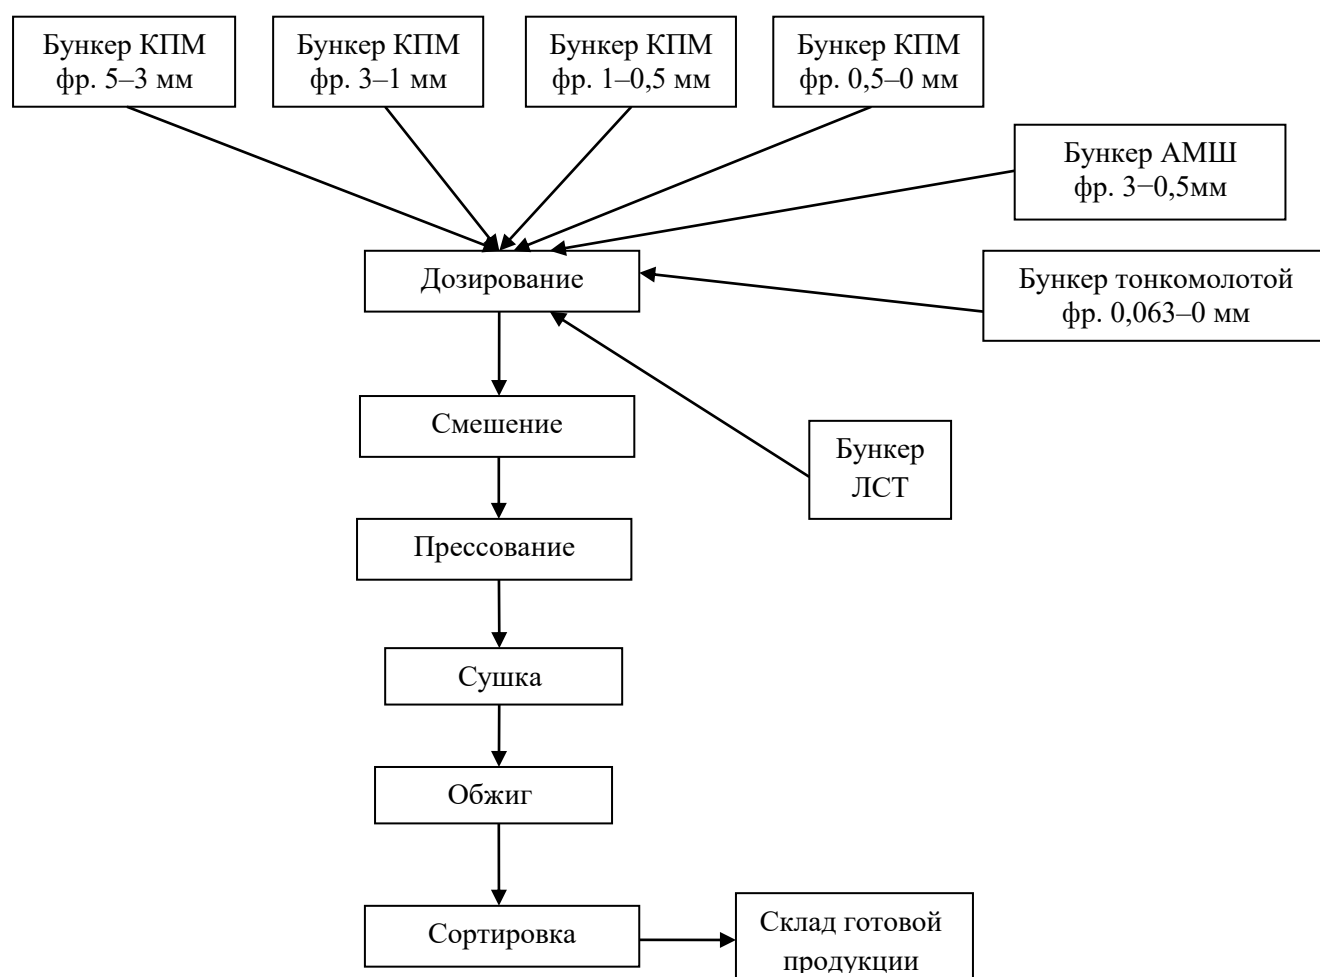 Бункер КПМ
фр. 5–3 мм
Бункер КПМ
фр. 3–1 мм
Бункер КПМ
фр. 1–0,5 мм
Бункер КПМ
фр. 0,5–0 мм
Бункер АМШ
фр. 3−0,5мм
Дозирование
Бункер тонкомолотой
фр. 0,063–0 мм
Смешение
Бункер
ЛСТ
Прессование
Сушка
Обжиг
Сортировка
Склад готовой
продукции